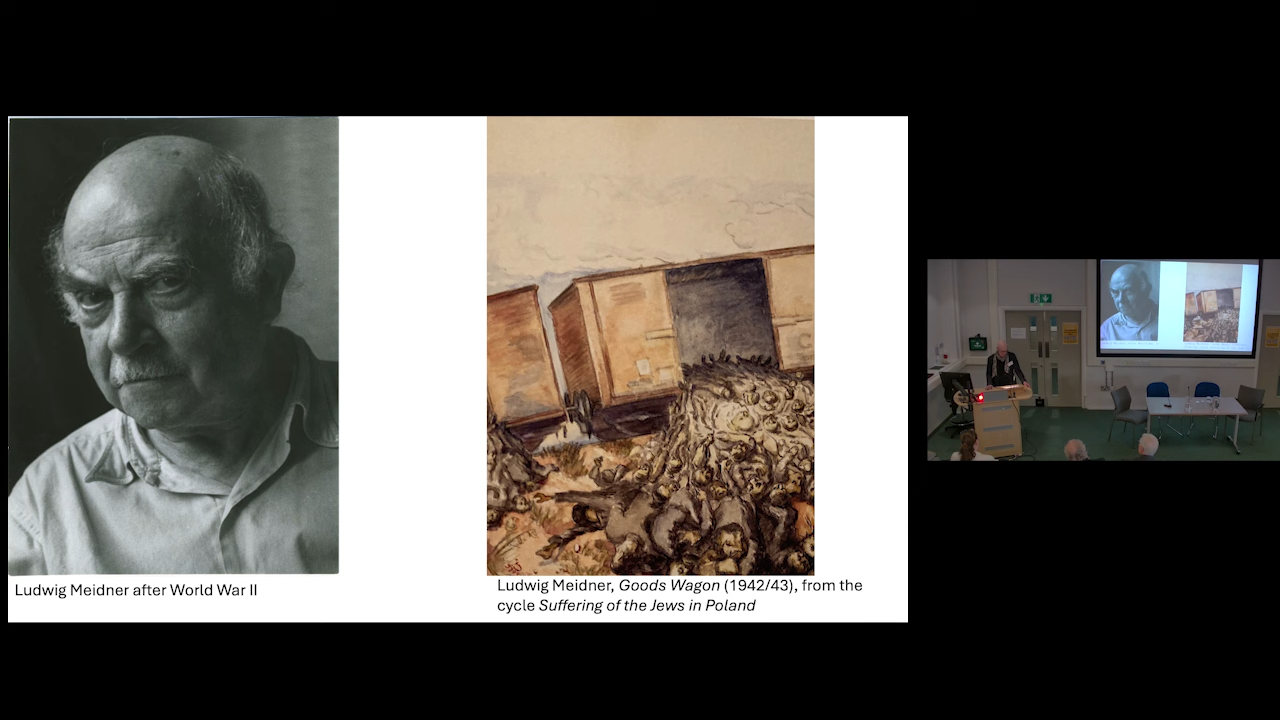 Ludwig Meidner after World War II
Ludwig Meidner, Goods Wagon (1942/43), from the
cycle Suffering of the Jews in Poland